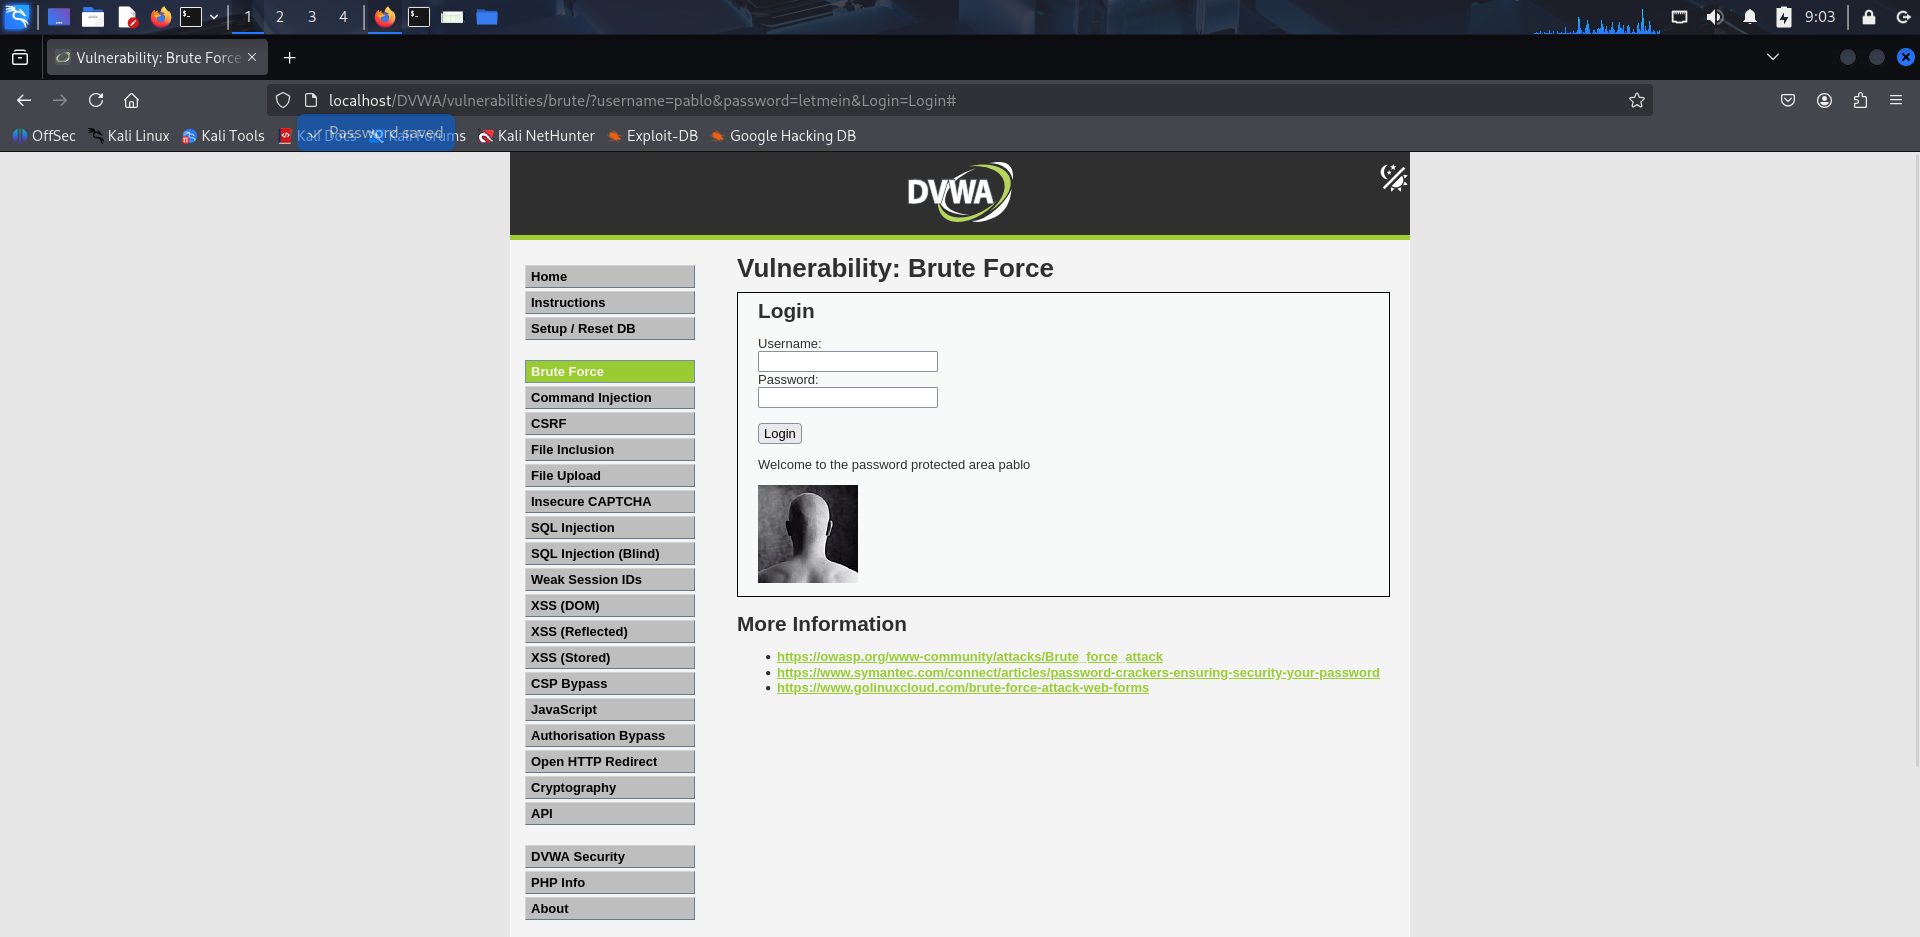 1 2 3 4 9:03
Vulnerability: Brute Force
localhost/DVWA/vulnerabilities/brute/?username=pablo&password=letmein&Login=Login#
Password saved
OffSec Kali Linux Kali Tools Kali Docs Kali Forums Kali NetHunter Exploit-DB Google Hacking DB
DVWA
Home
Instructions
Setup / Reset DB
Brute Force
Command Injection
CSRF
File Inclusion
File Upload
Insecure CAPTCHA
SQL Injection
SQL Injection (Blind)
Weak Session IDs
XSS (DOM)
XSS (Reflected)
XSS (Stored)
CSP Bypass
JavaScript
Authorisation Bypass
Open HTTP Redirect
Cryptography
API
DVWA Security
PHP Info
About
Vulnerability: Brute Force
Login
Username:
Password:
Login
Welcome to the password protected area pablo
More Information
https://owasp.org/www-community/attacks/Brute_force_attack
https://www.symantec.com/connect/articles/password-crackers-ensuring-security-your-password
https://www.golinuxcloud.com/brute-force-attack-web-forms